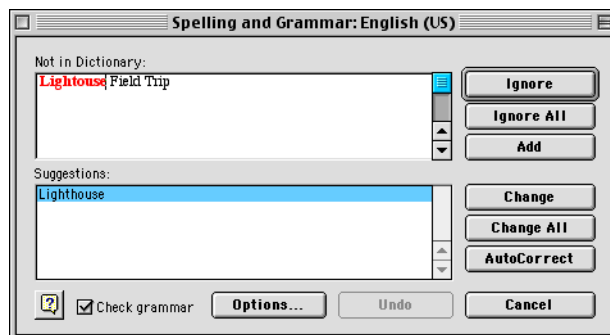 Spelling and Grammar: English (US)
Not in Dictionary:
Lightouse Field Trip
Ignore
Ignore All
Add
Suggestions:
Lighthouse
Change
Change All
AutoCorrect
?
Check grammar
Options...
Undo
Cancel